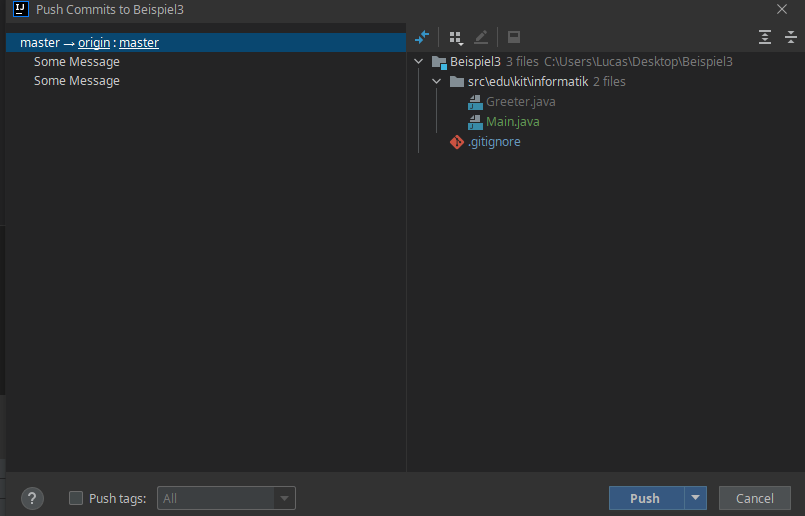 IJ
Push Commits to Beispiel3
master → origin : master
Some Message
Some Message
Beispiel3 3 files C:\Users\Lucas\Desktop\Beispiel3
src\edu\kit\informatik 2 files
Greeter.java
Main.java
.gitignore
? Push tags: All
Push Cancel